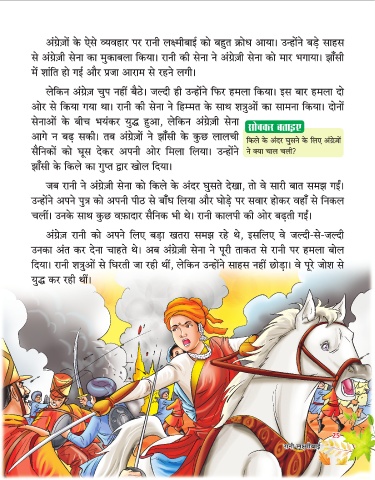 अंग्रेज़ों के ऐसे व्यवहार पर रानी लक्ष्मीबाई को बहुत क्रोध आया। उन्होंने बड़े साहस
से अंग्रेज़ी सेना का मुकाबला किया। रानी की सेना ने अंग्रेज़ी सेना को मार भगाया। झाँसी
में शांति हो गई और प्रजा आराम से रहने लगी।
लेकिन अंग्रेज़ चुप नहीं बैठे। जल्दी ही उन्होंने फिर हमला किया। इस बार हमला दो
ओर से किया गया था। रानी की सेना ने हिम्मत के साथ शत्रुओं का सामना किया। दोनों
सेनाओं के बीच भयंकर युद्ध हुआ, लेकिन अंग्रेज़ी सेना
आगे न बढ़ सकी। तब अंग्रेज़ों ने झाँसी के कुछ लालची
सैनिकों को घूस देकर अपनी ओर मिला लिया। उन्होंने
झाँसी के किले का गुप्त द्वार खोल दिया।
सोचकर बताइए
किले के अंदर घुसने के लिए अंग्रेज़ों
ने क्या चाल चली?
जब रानी ने अंग्रेज़ी सेना को किले के अंदर घुसते देखा, तो वे सारी बात समझ गईं।
उन्होंने अपने पुत्र को अपनी पीठ से बाँध लिया और घोड़े पर सवार होकर वहाँ से निकल
चलीं। उनके साथ कुछ वफ़ादार सैनिक भी थे। रानी कालपी की ओर बढ़ती गईं।
अंग्रेज़ रानी को अपने लिए बड़ा खतरा समझ रहे थे, इसलिए वे जल्दी-से-जल्दी
उनका अंत कर देना चाहते थे। अब अंग्रेज़ी सेना ने पूरी ताकत से रानी पर हमला बोल
दिया। रानी शत्रुओं से घिरती जा रही थीं, लेकिन उन्होंने साहस नहीं छोड़ा। वे पूरे जोश से
युद्ध कर रही थीं।
75
रानी लक्ष्मीबाई